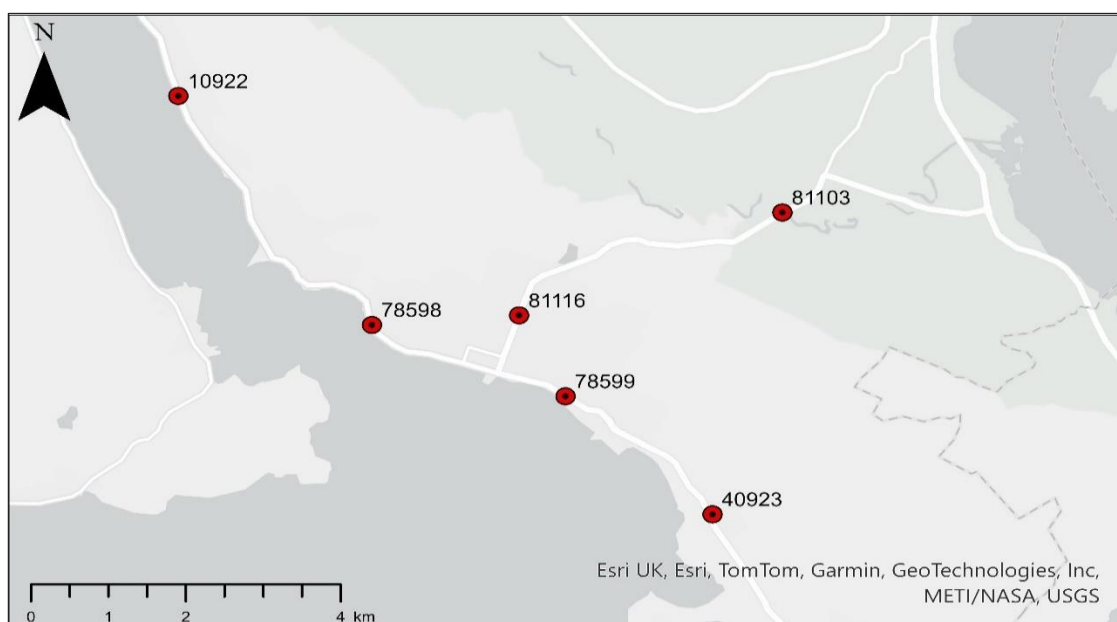 N
10922
81103
78598
81116
78599
40923
Esri UK, Esri, TomTom, Garmin, GeoTechnologies, Inc,
METI/NASA, USGS
0 1 2 4 km